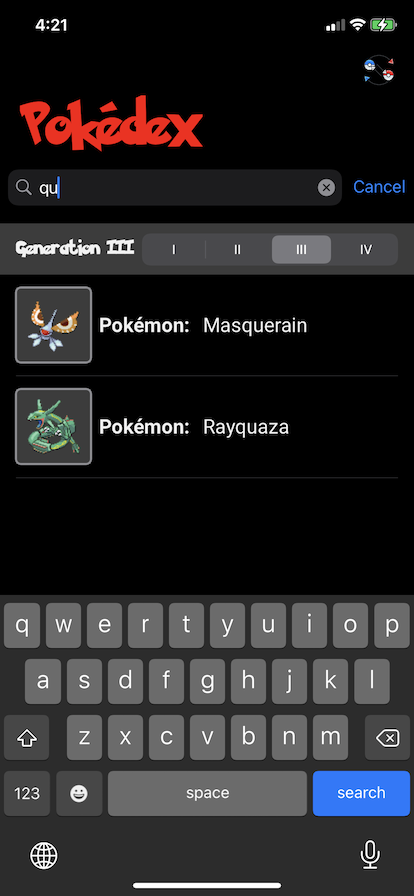 4:21
Pokédex
qu
Cancel
Generation III
I II III IV
Pokémon: Masquerain
Pokémon: Rayquaza
q w e r t y u i o p
a s d f g h j k l
z x c v b n m
123 space search